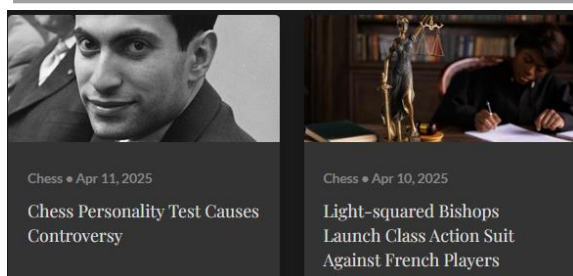 Chess • Apr 11, 2025
Chess Personality Test Causes
Controversy
Chess • Apr 10, 2025
Light-squared Bishops
Launch Class Action Suit
Against French Players